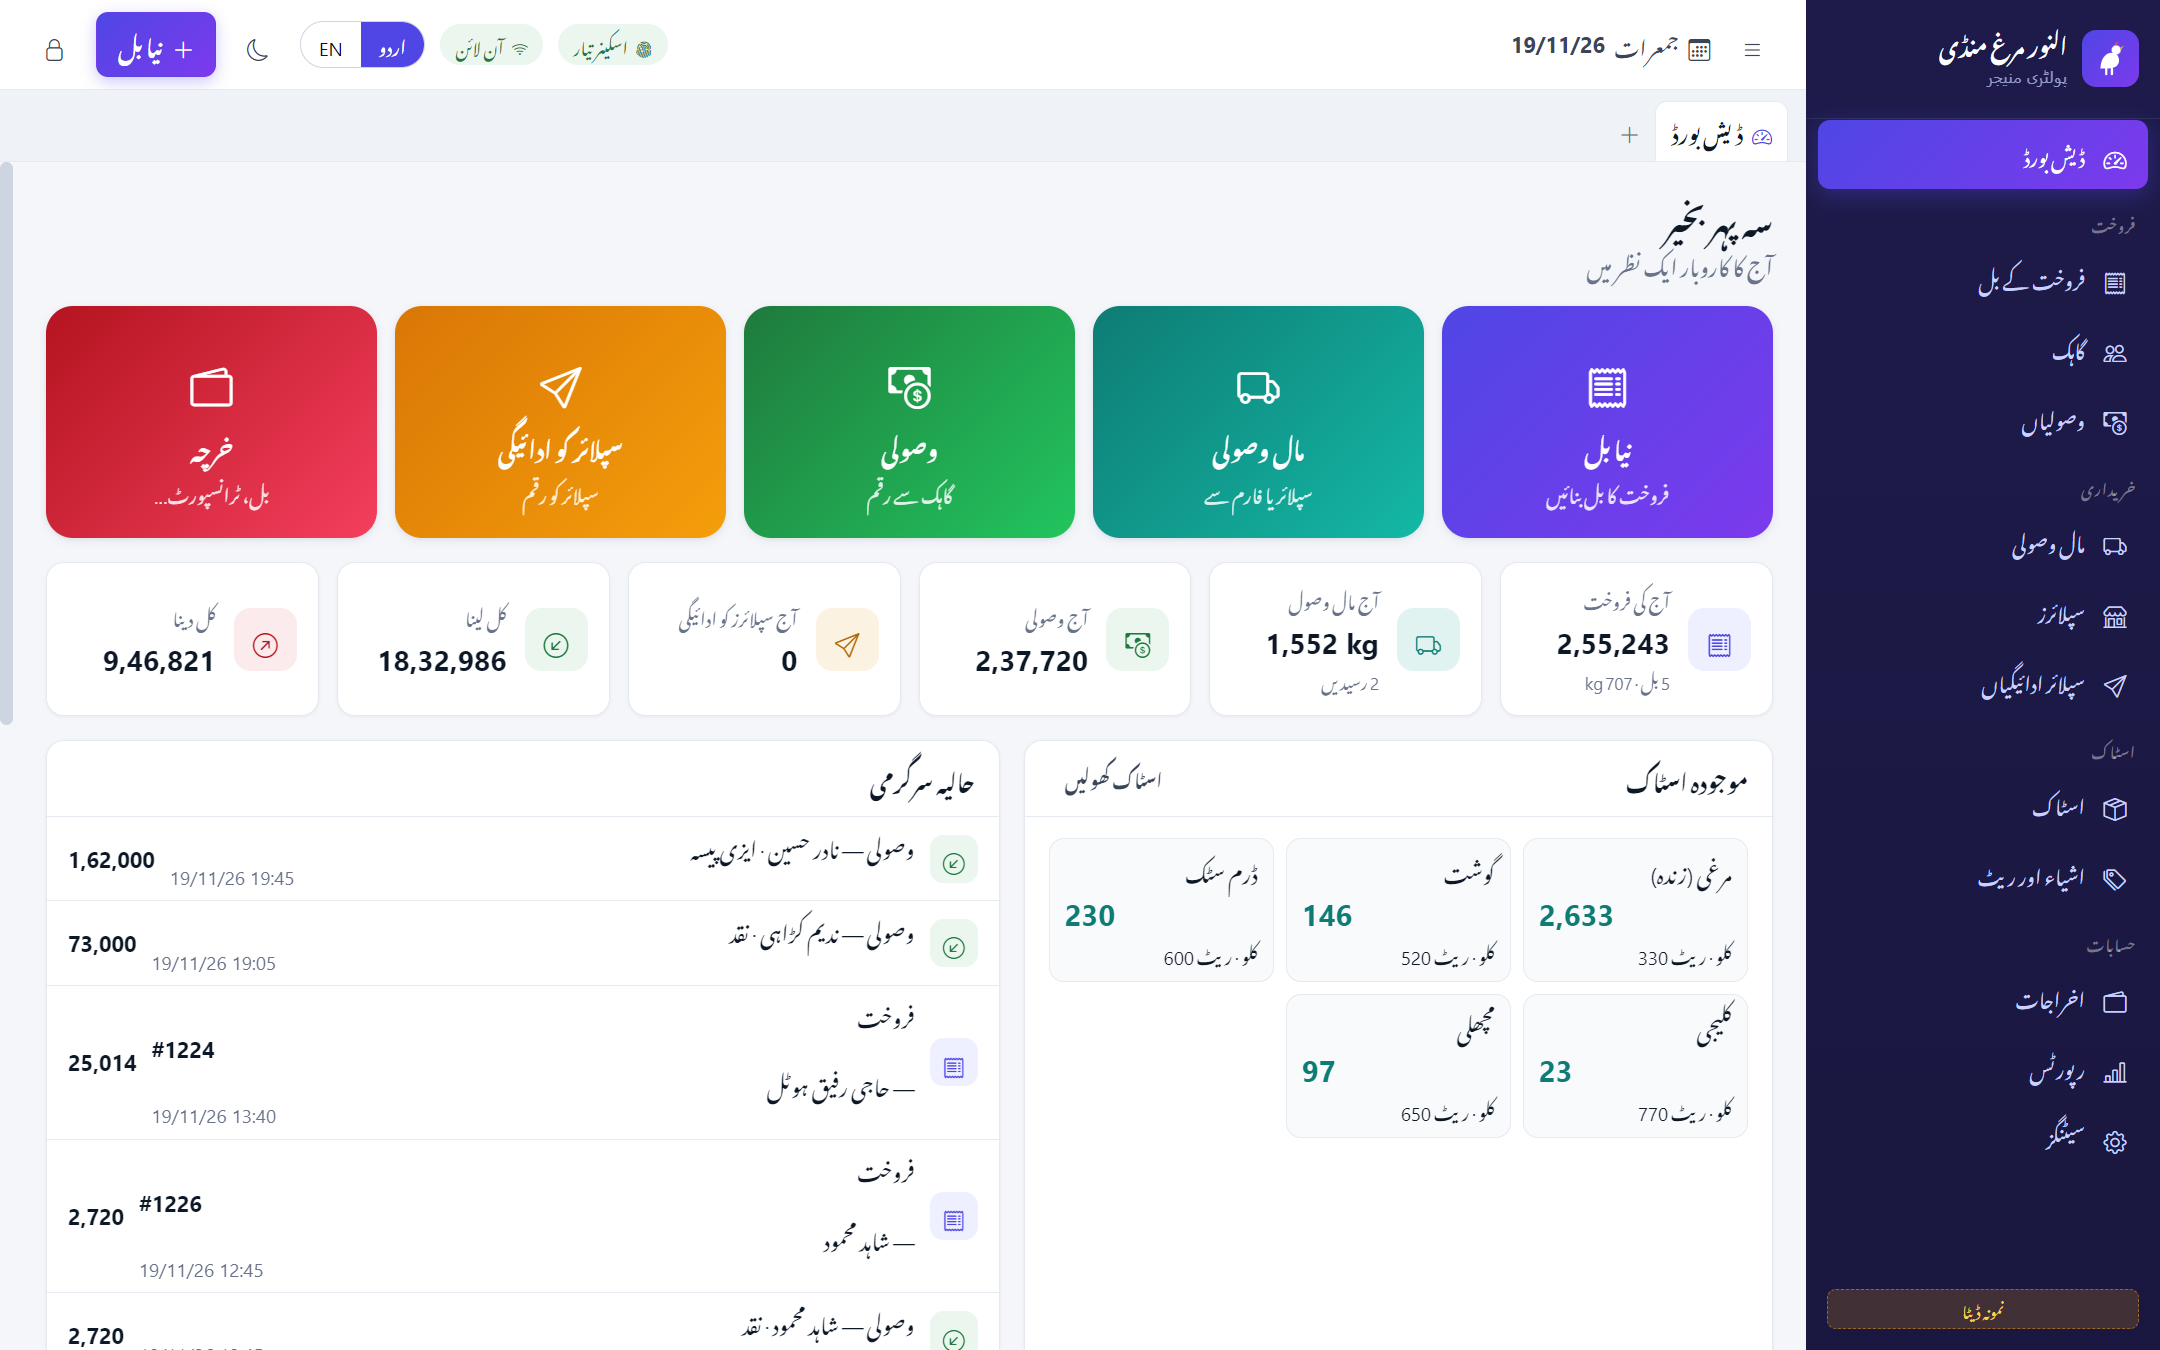 النور مرغ منڈی
پولٹری منیجر
ڈیش بورڈ
فروخت
فروخت کے بل
گاہک
وصولیاں
خریداری
مال وصولی
سپلائرز
سپلائر ادائیگیاں
اسٹاک
اسٹاک
اشیاء اور ریٹ
حسابات
اخراجات
رپورٹس
سیٹنگز
نمونہ ڈیٹا
جمعرات 19/11/26
اسکینر تیار
آن لائن
اردو
EN
+ نیا بل
ڈیش بورڈ
+
سہ پہر بخیر
آج کا کاروبار ایک نظر میں
نیا بل
فروخت کا بل بنائیں
مال وصولی
سپلائر یا فارم سے
وصولی
گاہک سے رقم
سپلائر کو ادائیگی
سپلائر کو رقم
خرچہ
بل، ٹرانسپورٹ...
آج کی فروخت
2,55,243
5 بل · 707 kg
آج مال وصول
1,552 kg
2 رسیدیں
آج وصولی
2,37,720
آج سپلائرز کو ادائیگی
0
کل لینا
18,32,986
کل دینا
9,46,821
موجودہ اسٹاک
اسٹاک کھولیں
مرغی (زندہ)
2,633
کلو · ریٹ 330
گوشت
146
کلو · ریٹ 520
ڈرم سٹک
230
کلو · ریٹ 600
کلیجی
23
کلو · ریٹ 770
مچھلی
97
کلو · ریٹ 650
حالیہ سرگرمی
وصولی — نادر حسین · ایزی پیسہ
19/11/26 19:45
1,62,000
وصولی — ندیم کڑاہی · نقد
19/11/26 19:05
73,000
فروخت
#1224
— حاجی رفیق ہوٹل
19/11/26 13:40
25,014
فروخت
#1226
— شاہد محمود
19/11/26 12:45
2,720
وصولی — شاہد محمود · نقد
2,720